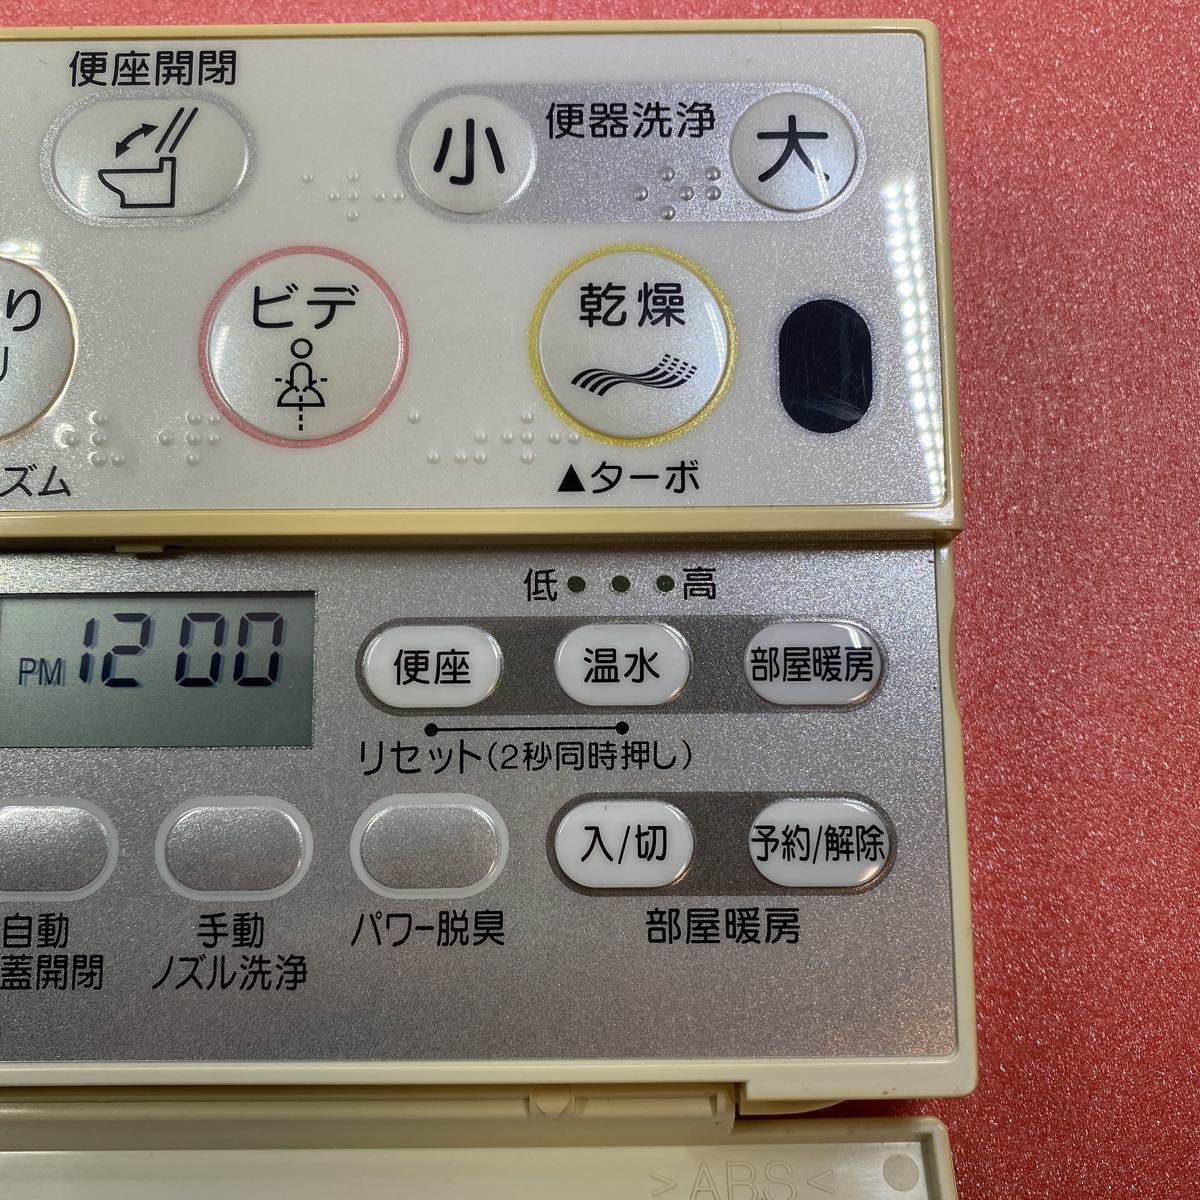 便座開閉
小 便器洗浄 大
り
ビデ
乾燥
ズム
▲ターボ
低 高
PM 12 00
便座 温水 部屋暖房
リセット(2秒同時押し)
入/切 予約/解除
自動
蓋開閉
手動
ノズル洗浄
パワー脱臭
部屋暖房
>ABS<